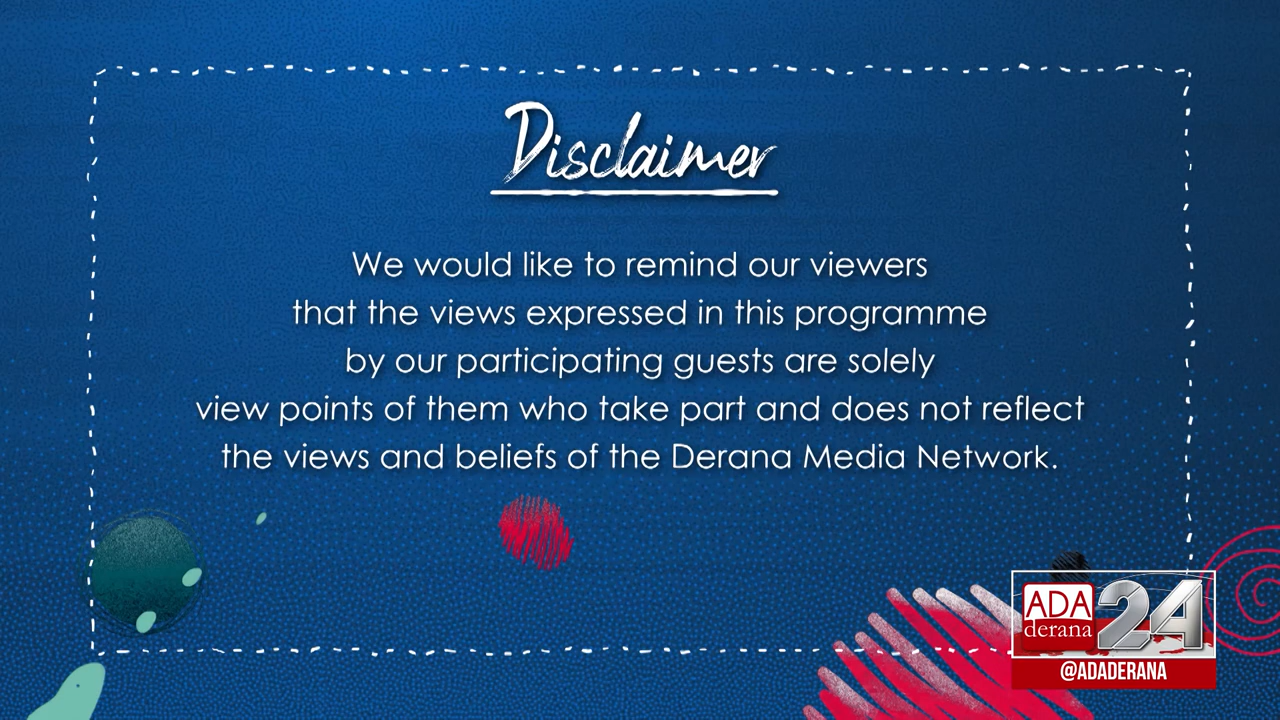 Disclaimer
We would like to remind our viewers
that the views expressed in this programme
by our participating guests are solely
view points of them who take part and does not reflect
the views and beliefs of the Derana Media Network.
ADA
derana
24
@ADADERANA